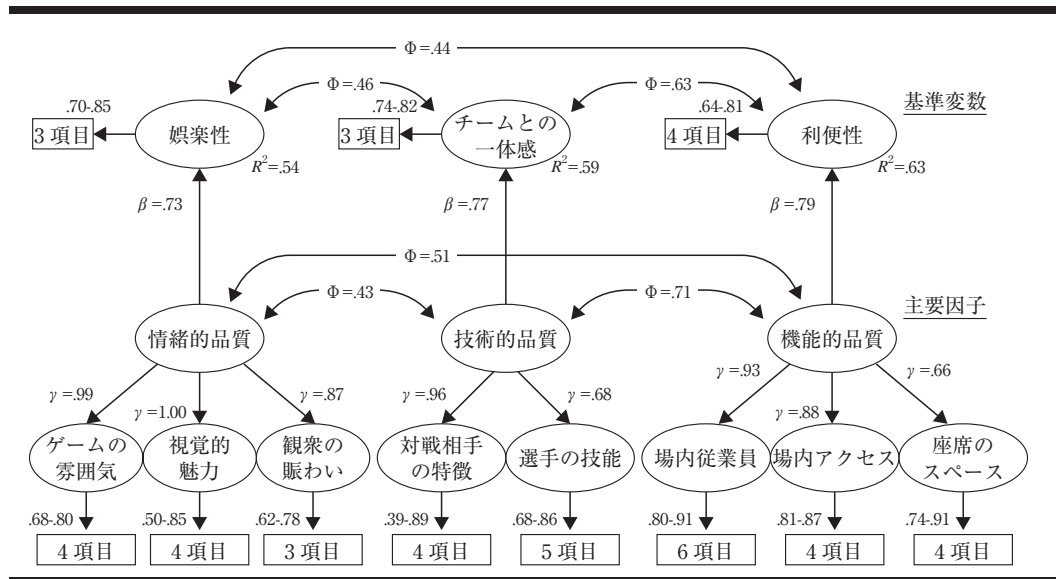 Φ=.44
Φ=.46
Φ=.63
基準変数
.70-.85
3 項目
娯楽性
R²=.54
.74-.82
3 項目
チームとの
一体感
R²=.59
.64-.81
4 項目
利便性
R²=.63
β=.73
β=.77
β=.79
Φ=.51
Φ=.43
Φ=.71
主要因子
情緒的品質
技術的品質
機能的品質
γ=.99
γ=1.00
γ=.87
γ=.96
γ=.68
γ=.93
γ=.88
γ=.66
ゲームの
雰囲気
視覚的
魅力
観衆の
賑わい
対戦相手
の特徴
選手の技能
場内従業員
場内アクセス
座席の
スペース
.68-.80
.50-.85
.62-.78
.39-.89
.68-.86
.80-.91
.81-.87
.74-.91
4 項目
4 項目
3 項目
4 項目
5 項目
6 項目
4 項目
4 項目